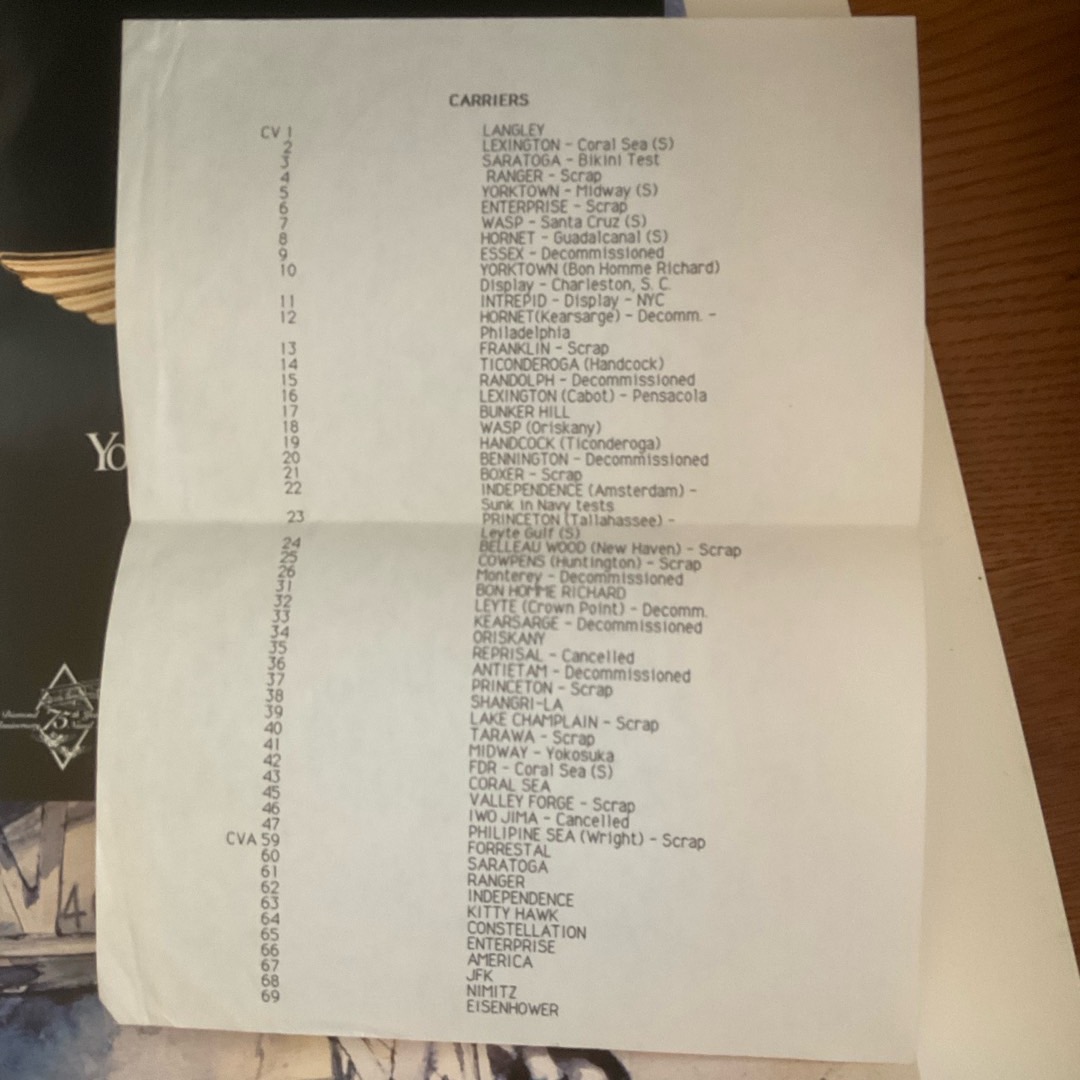 CARRIERS
CV 1 LANGLEY
2 LEXINGTON - Coral Sea (S)
3 SARATOGA - Bikini Test
4 RANGER - Scrap
5 YORKTOWN - Midway (S)
6 ENTERPRISE - Scrap
7 WASP - Santa Cruz (S)
8 HORNET - Guadalcanal (S)
9 ESSEX - Decommissioned
10 YORKTOWN (Bon Homme Richard)
Display - Charleston, S. C.
11 INTREPID - Display - NYC
12 HORNET(Kearsarge) - Decomm. -
Philadelphia
13 FRANKLIN - Scrap
14 TICONDEROGA (Handcock)
15 RANDOLPH - Decommissioned
16 LEXINGTON (Cabot) - Pensacola
17 BUNKER HILL
18 WASP (Oriskany)
19 HANDCOCK (Ticonderoga)
20 BENNINGTON - Decommissioned
21 BOXER - Scrap
22 INDEPENDENCE (Amsterdam) -
Sunk in Navy tests
23 PRINCETON (Tallahassee) -
Leyte Gulf (S)
24 BELLEAU WOOD (New Haven) - Scrap
25 COWPENS (Huntington) - Scrap
26 Monterey - Decommissioned
31 BON HOMME RICHARD
32 LEYTE (Crown Point) - Decomm.
33 KEARSARGE - Decommissioned
34 ORISKANY
35 REPRISAL - Cancelled
36 ANTIETAM - Decommissioned
37 PRINCETON - Scrap
38 SHANGRI-LA
39 LAKE CHAMPLAIN - Scrap
40 TARAWA - Scrap
41 MIDWAY - Yokosuka
42 FDR - Coral Sea (S)
43 CORAL SEA
45 VALLEY FORGE - Scrap
46 IWO JIMA - Cancelled
47 PHILIPINE SEA (Wright) - Scrap
CVA 59 FORRESTAL
60 SARATOGA
61 RANGER
62 INDEPENDENCE
63 KITTY HAWK
64 CONSTELLATION
65 ENTERPRISE
66 AMERICA
67 JFK
68 NIMITZ
69 EISENHOWER
Yo
75